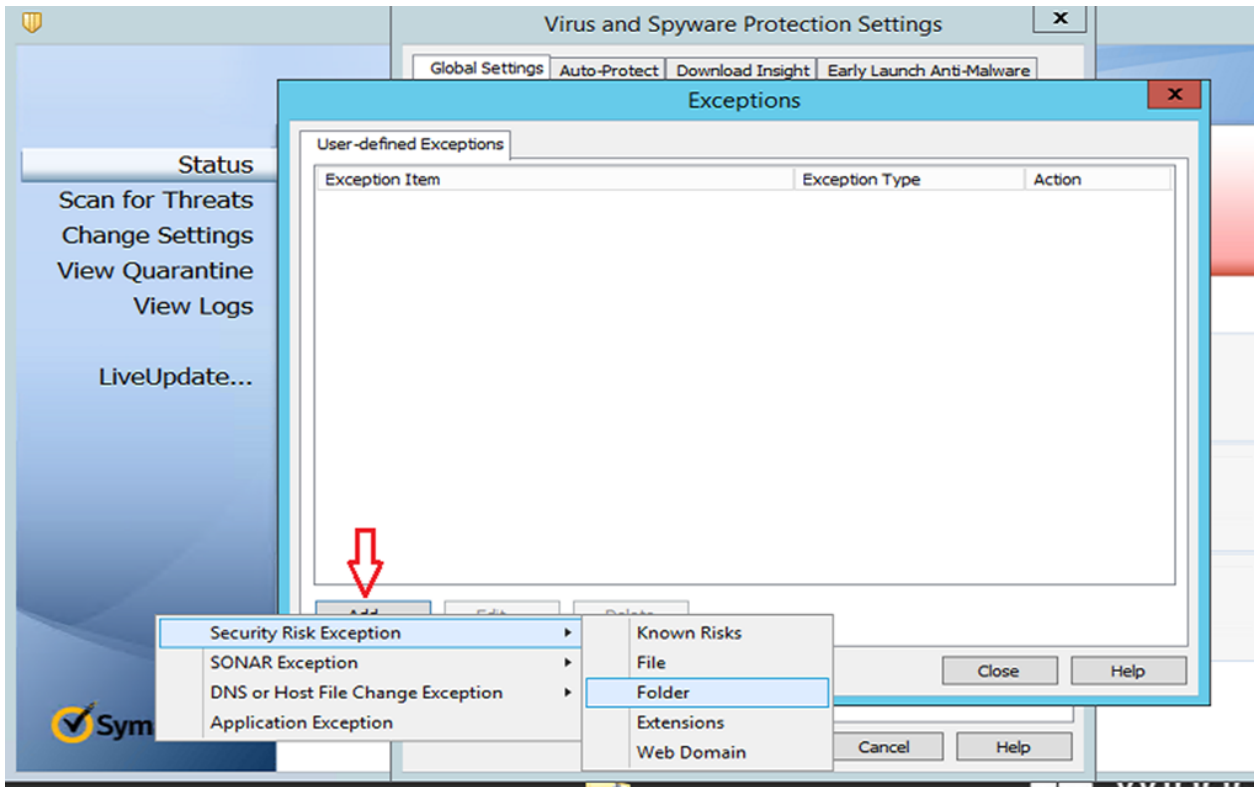 Virus and Spyware Protection Settings
Global Settings Auto-Protect Download Insight Early Launch Anti-Malware
Exceptions
User-defined Exceptions
Exception Item Exception Type Action
Status
Scan for Threats
Change Settings
View Quarantine
View Logs
LiveUpdate...
Security Risk Exception
SONAR Exception
DNS or Host File Change Exception
Application Exception
Known Risks
File
Folder
Extensions
Web Domain
Close Help
Sym
Cancel Help